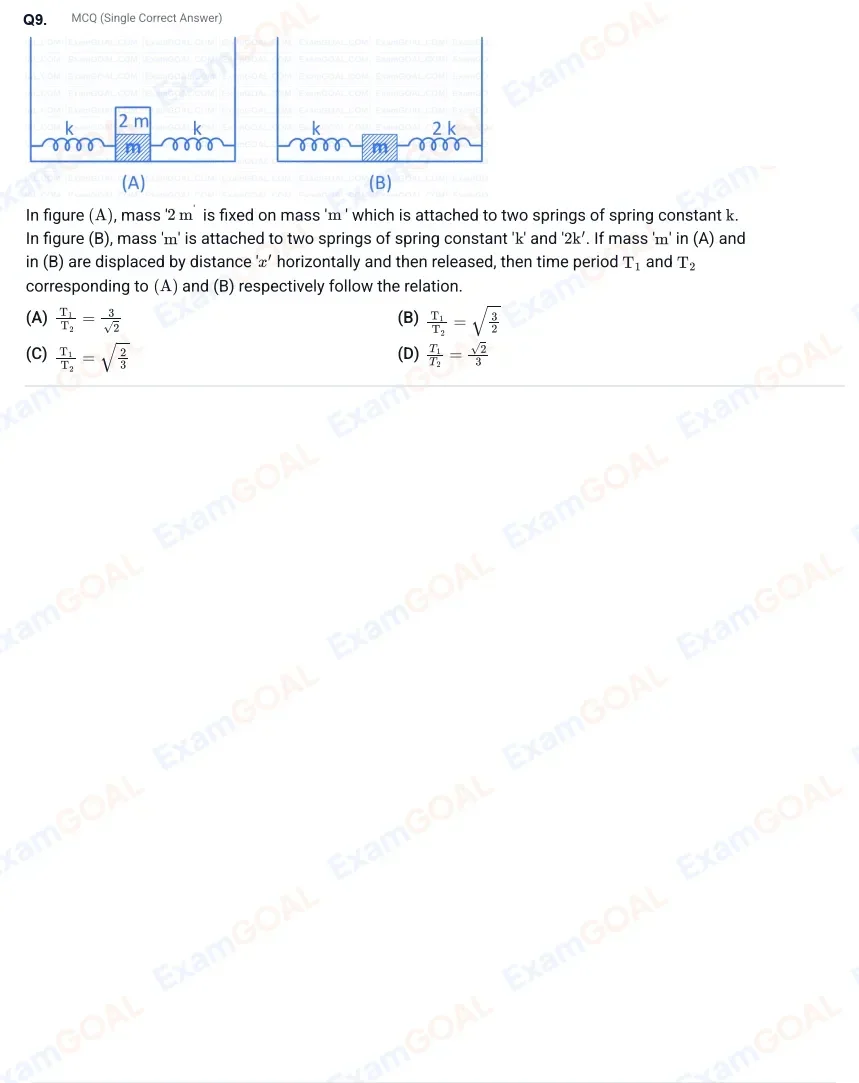 Q9. MCQ (Single Correct Answer)
2 m
k k k 2 k
m m
(A) (B)
In figure (A), mass '2 m' is fixed on mass 'm' which is attached to two springs of spring constant k.
In figure (B), mass 'm' is attached to two springs of spring constant 'k' and '2k′. If mass 'm' in (A) and
in (B) are displaced by distance 'x′ horizontally and then released, then time period T₁ and T₂
corresponding to (A) and (B) respectively follow the relation.
(A) T₁/T₂ = 3/√2 (B) T₁/T₂ = √(3/2)
(C) T₁/T₂ = √(2/3) (D) T₁/T₂ = √2/3
ExamGOAL